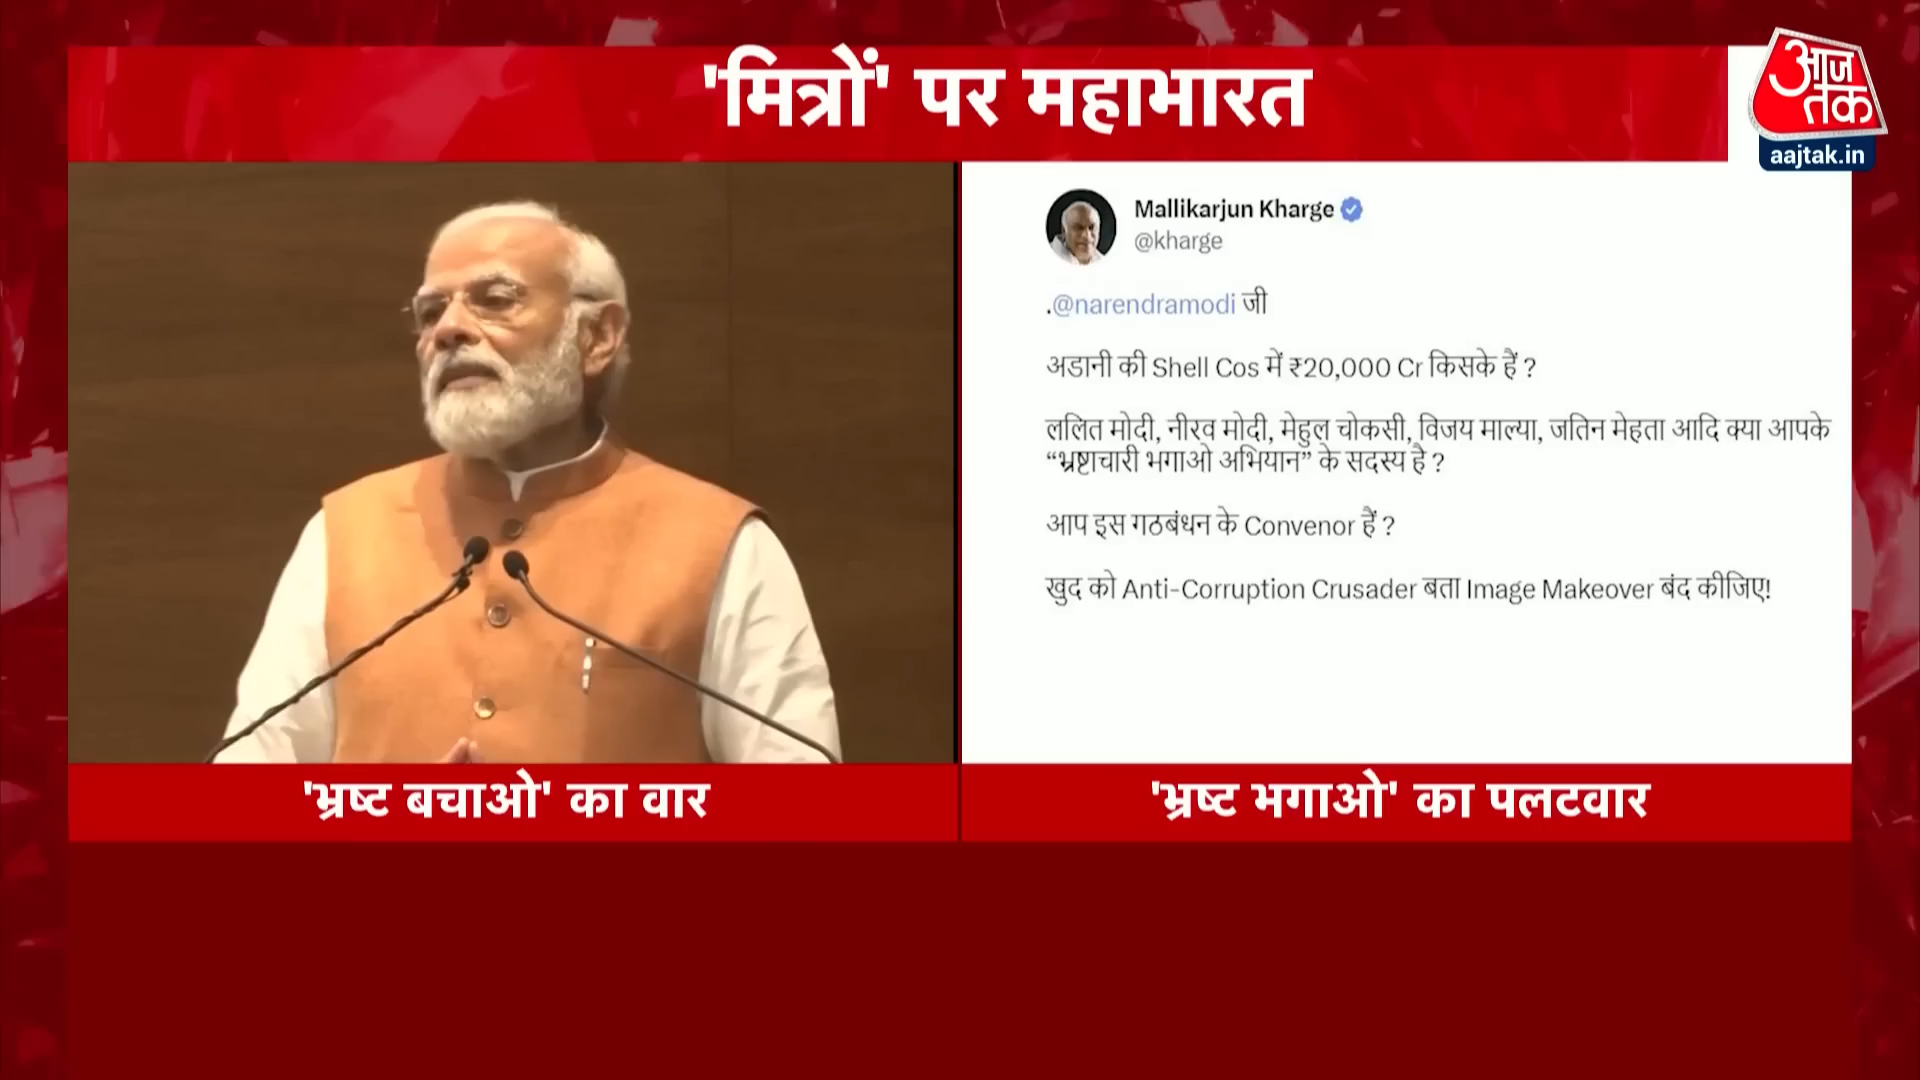 'मित्रों' पर महाभारत
आज
तक
aajtak.in
Mallikarjun Kharge
@kharge
.@narendramodi जी
अडानी की Shell Cos में ₹20,000 Cr किसके हैं ?
ललित मोदी, नीरव मोदी, मेहुल चोकसी, विजय माल्या, जतिन मेहता आदि क्या आपके
“भ्रष्टाचारी भगाओ अभियान” के सदस्य है ?
आप इस गठबंधन के Convenor हैं ?
खुद को Anti-Corruption Crusader बता Image Makeover बंद कीजिए!
'भ्रष्ट बचाओ' का वार
'भ्रष्ट भगाओ' का पलटवार